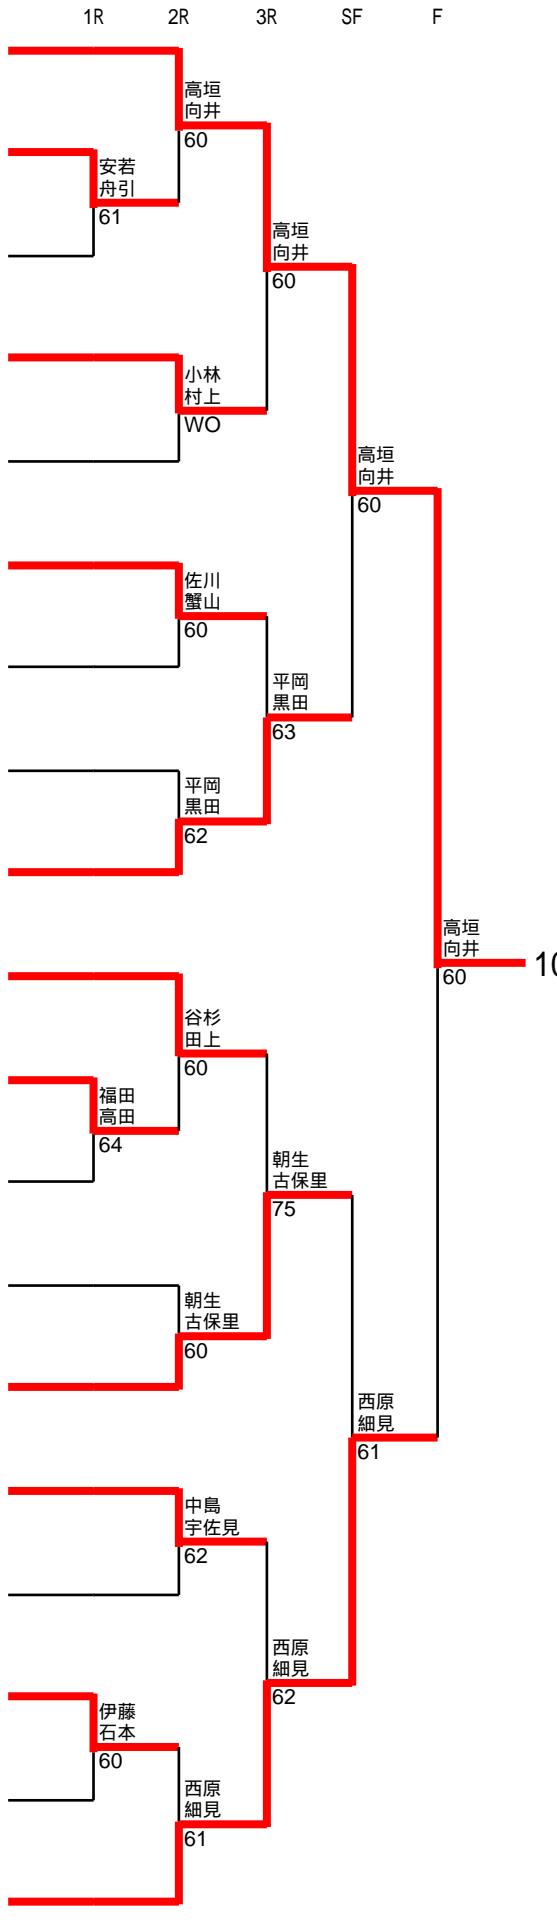 1R 2R 3R SF F
高垣
向井
60
安若
舟引
61
高垣
向井
60
小林
村上
WO
高垣
向井
60
佐川
蟹山
60
平岡
黒田
63
平岡
黒田
62
高垣
向井
60
10
谷杉
田上
60
福田
高田
64
朝生
古保里
75
朝生
古保里
60
西原
細見
61
中島
宇佐見
62
西原
細見
62
伊藤
石本
60
西原
細見
61